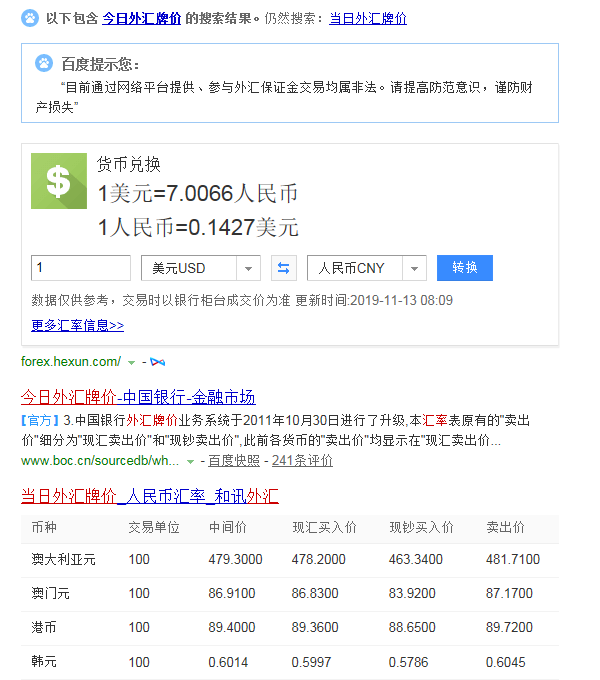 以下包含 今日外汇牌价 的搜索结果。仍然搜索：当日外汇牌价
百度提示您：
“目前通过网络平台提供、参与外汇保证金交易均属非法。请提高防范意识，谨防财
产损失”
货币兑换
1美元=7.0066人民币
1人民币=0.1427美元
1 美元USD 人民币CNY 转换
数据仅供参考，交易时以银行柜台成交价为准 更新时间:2019-11-13 08:09
更多汇率信息>>
forex.hexun.com/ -
今日外汇牌价-中国银行-金融市场
【官方】3.中国银行外汇牌价业务系统于2011年10月30日进行了升级,本汇率表原有的"卖出
价"细分为"现汇卖出价"和"现钞卖出价",此前各货币的"卖出价"均显示在"现汇卖出价...
www.boc.cn/sourcedb/wh... - 百度快照 - 241条评价
当日外汇牌价_人民币汇率_和讯外汇
币种 交易单位 中间价 现汇买入价 现钞买入价 卖出价
澳大利亚元 100 479.3000 478.2000 463.3400 481.7100
澳门元 100 86.9100 86.8300 83.9200 87.1700
港币 100 89.4000 89.3600 88.6500 89.7200
韩元 100 0.6014 0.5997 0.5786 0.6045